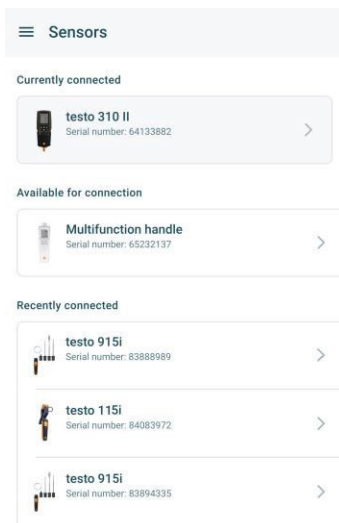 Sensors
Currently connected
testo 310 II
Serial number: 64133882
Available for connection
Multifunction handle
Serial number: 65232137
Recently connected
testo 915i
Serial number: 83888989
testo 115i
Serial number: 84083972
testo 915i
Serial number: 83894335